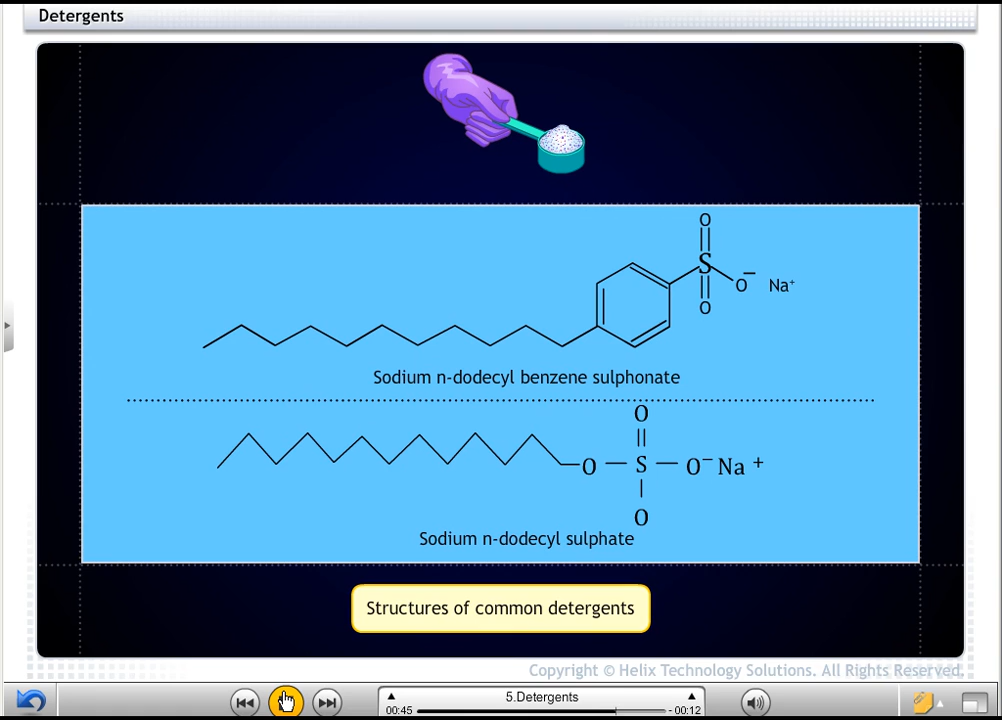 Detergents
O
S
O⁻ Na⁺
O
Sodium n-dodecyl benzene sulphonate
O
O — S — O⁻ Na +
O
Sodium n-dodecyl sulphate
Structures of common detergents
Copyright © Helix Technology Solutions. All Rights Reserved.
5.Detergents
00:45
- 00:12